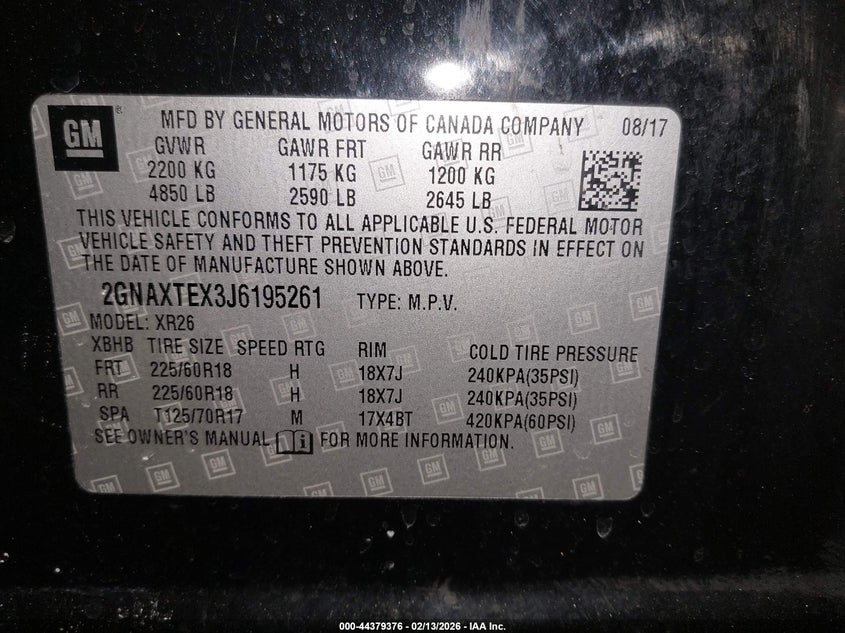 GM
MFD BY GENERAL MOTORS OF CANADA COMPANY 08/17
GVWR GAWR FRT GAWR RR
2200 KG 1175 KG 1200 KG
4850 LB 2590 LB 2645 LB
THIS VEHICLE CONFORMS TO ALL APPLICABLE U.S. FEDERAL MOTOR
VEHICLE SAFETY AND THEFT PREVENTION STANDARDS IN EFFECT ON
THE DATE OF MANUFACTURE SHOWN ABOVE.
2GNAXTEX3J6195261 TYPE: M.P.V.
MODEL: XR26
XBHB TIRE SIZE SPEED RTG RIM COLD TIRE PRESSURE
FRT 225/60R18 H 18X7J 240KPA(35PSI)
RR 225/60R18 H 18X7J 240KPA(35PSI)
SPA T125/70R17 M 17X4BT 420KPA(60PSI)
SEE OWNER'S MANUAL FOR MORE INFORMATION.
000-44379376 - 02/13/2026 - IAA Inc.